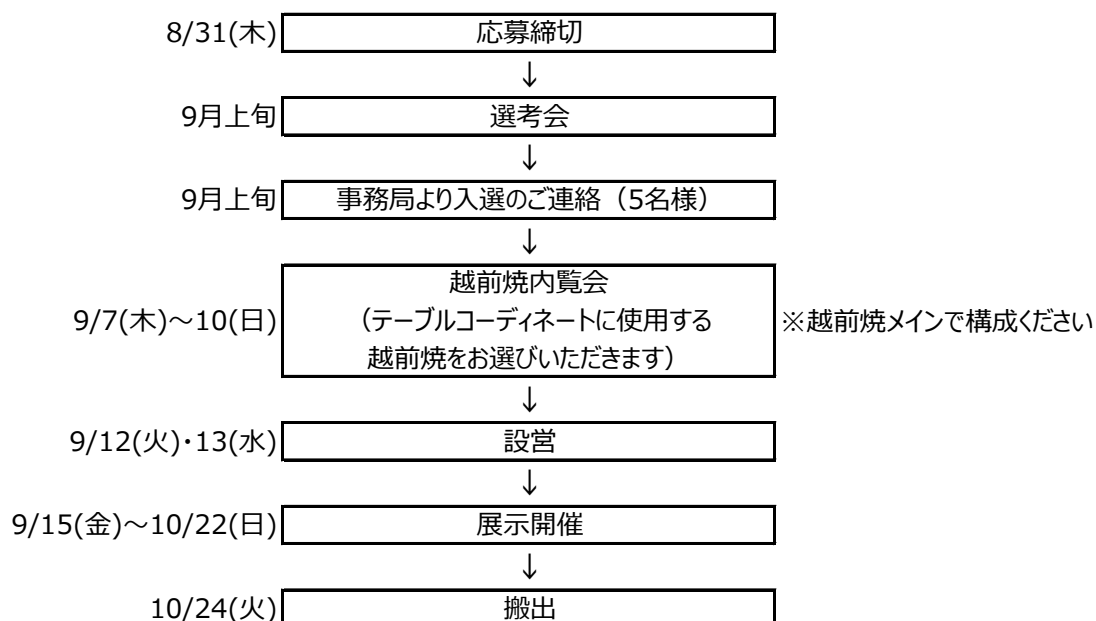 8/31(木) 応募締切
↓
9月上旬 選考会
↓
9月上旬 事務局より入選のご連絡（5名様）
↓
越前焼内覧会
9/7(木)～10(日) （テーブルコーディネートに使用する ※越前焼メインで構成ください
越前焼をお選びいただきます）
↓
9/12(火)・13(水) 設営
↓
9/15(金)～10/22(日) 展示開催
↓
10/24(火) 搬出